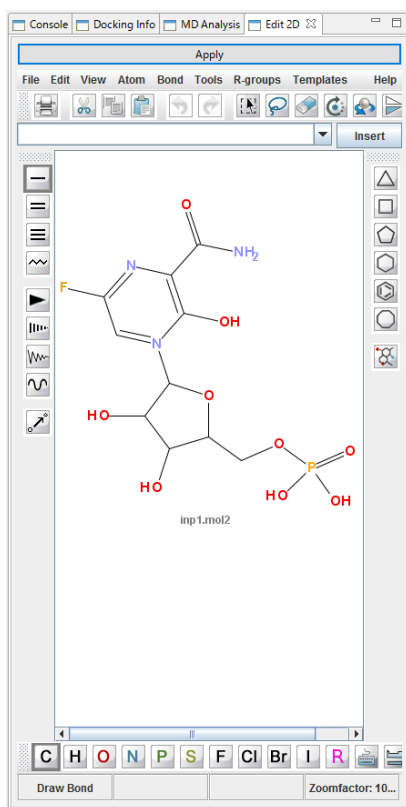 Console Docking Info MD Analysis Edit 2D
Apply
File Edit View Atom Bond Tools R-groups Templates Help
Insert
O
N
NH2
F
OH
N
O
HO
O
O
P
HO
HO
OH
inp1.mol2
C H O N P S F Cl Br I R
Draw Bond Zoomfactor: 10...